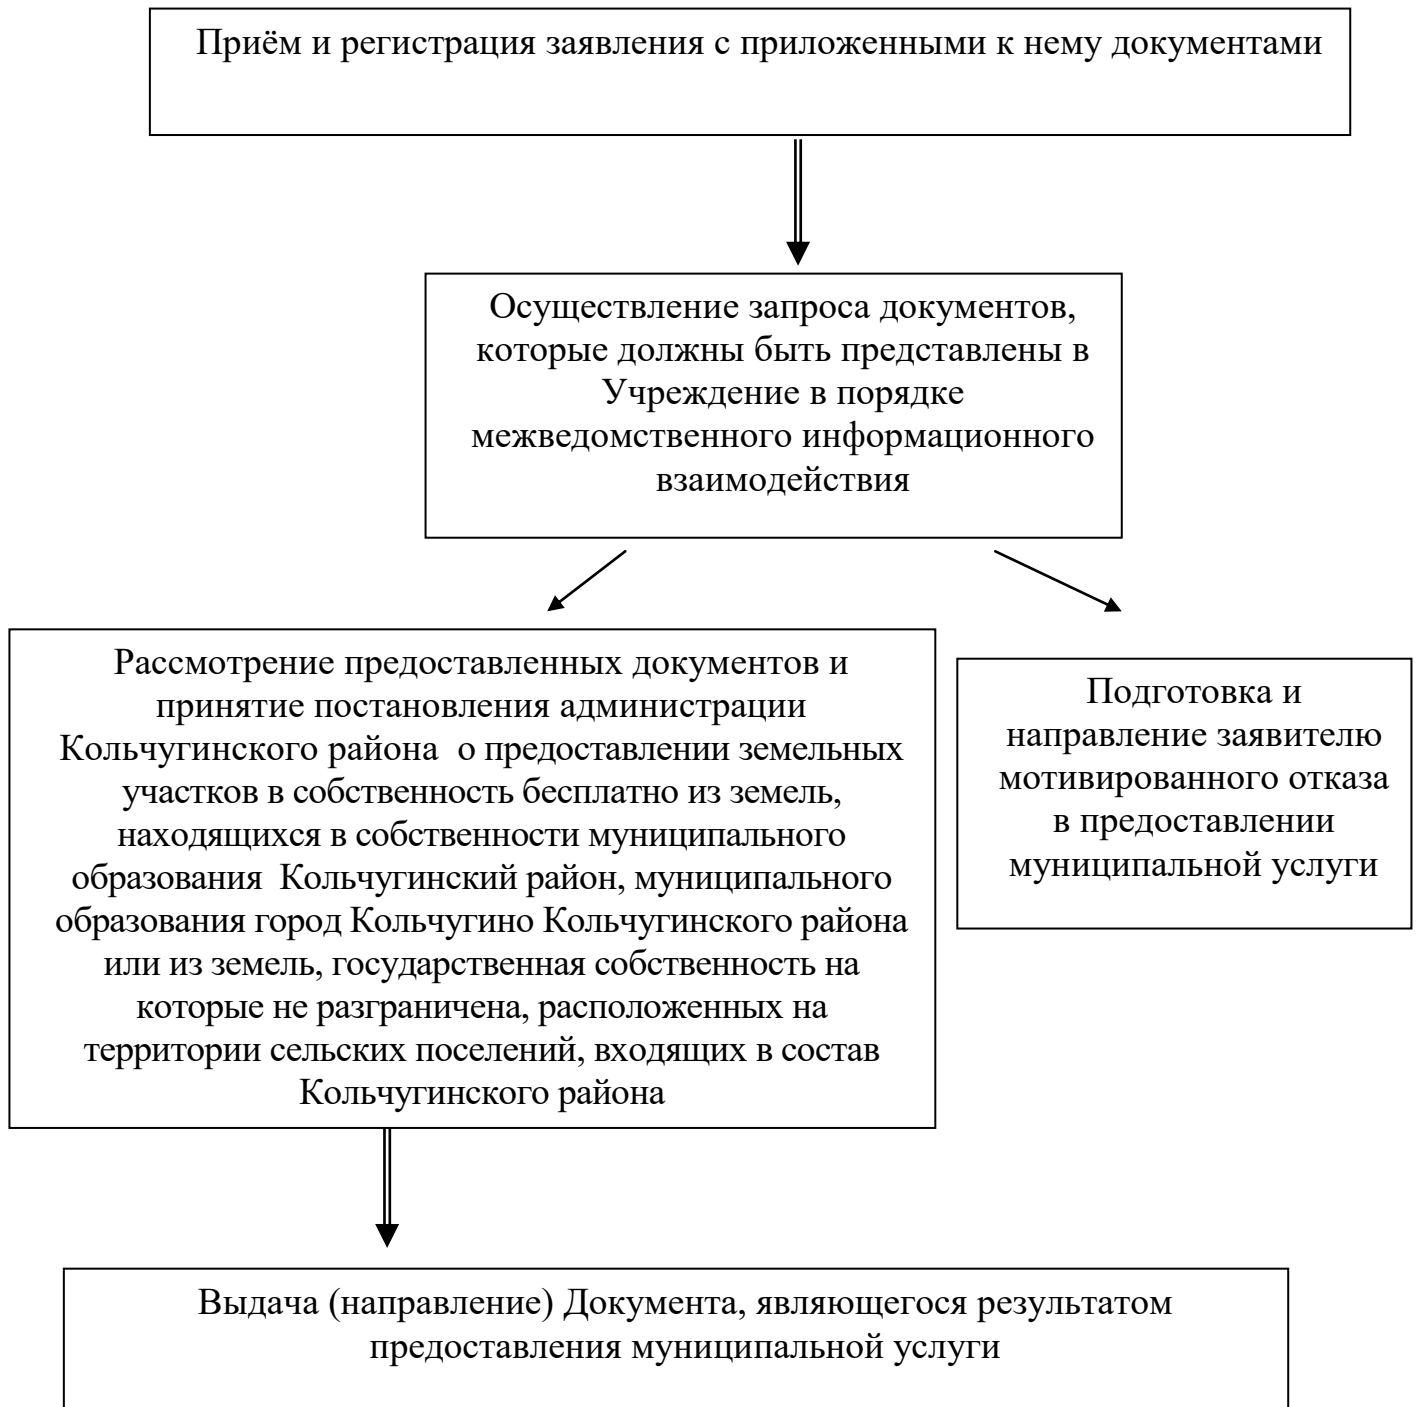 Приём и регистрация заявления с приложенными к нему документами
Осуществление запроса документов,
которые должны быть представлены в
Учреждение в порядке
межведомственного информационного
взаимодействия
Рассмотрение предоставленных документов и
принятие постановления администрации
Кольчугинского района  о предоставлении земельных
участков в собственность бесплатно из земель,
находящихся в собственности муниципального
образования  Кольчугинский район, муниципального
образования город Кольчугино Кольчугинского района
или из земель, государственная собственность на
которые не разграничена, расположенных на
территории сельских поселений, входящих в состав
Кольчугинского района
Подготовка и
направление заявителю
мотивированного отказа
в предоставлении
муниципальной услуги
Выдача (направление) Документа, являющегося результатом
предоставления муниципальной услуги